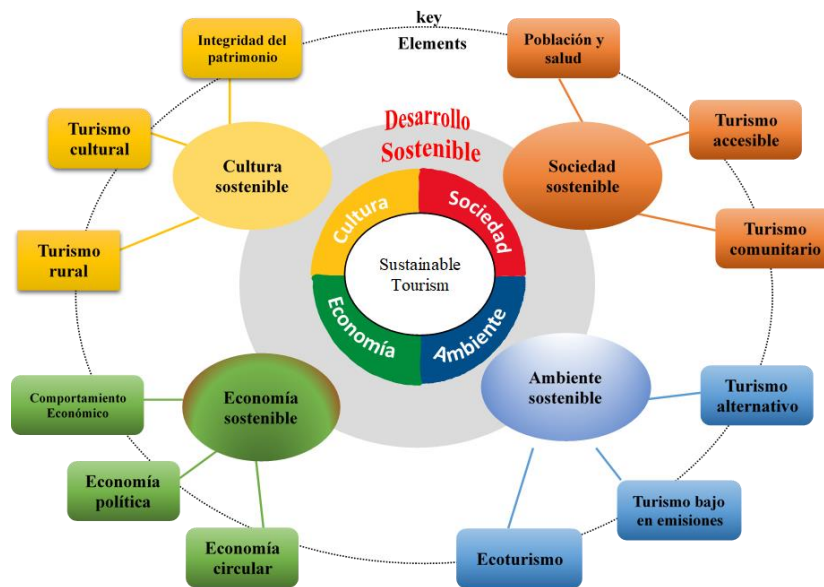 key
Elements
Integridad del
patrimonio
Población y
salud
Turismo
cultural
Turismo
accesible
Desarrollo
Sostenible
Cultura
sostenible
Sociedad
sostenible
Cultura
Sociedad
Turismo
rural
Turismo
comunitario
Sustainable
Tourism
Economía
Ambiente
Comportamiento
Económico
Economía
sostenible
Ambiente
sostenible
Turismo
alternativo
Economía
política
Turismo bajo
en emisiones
Economía
circular
Ecoturismo